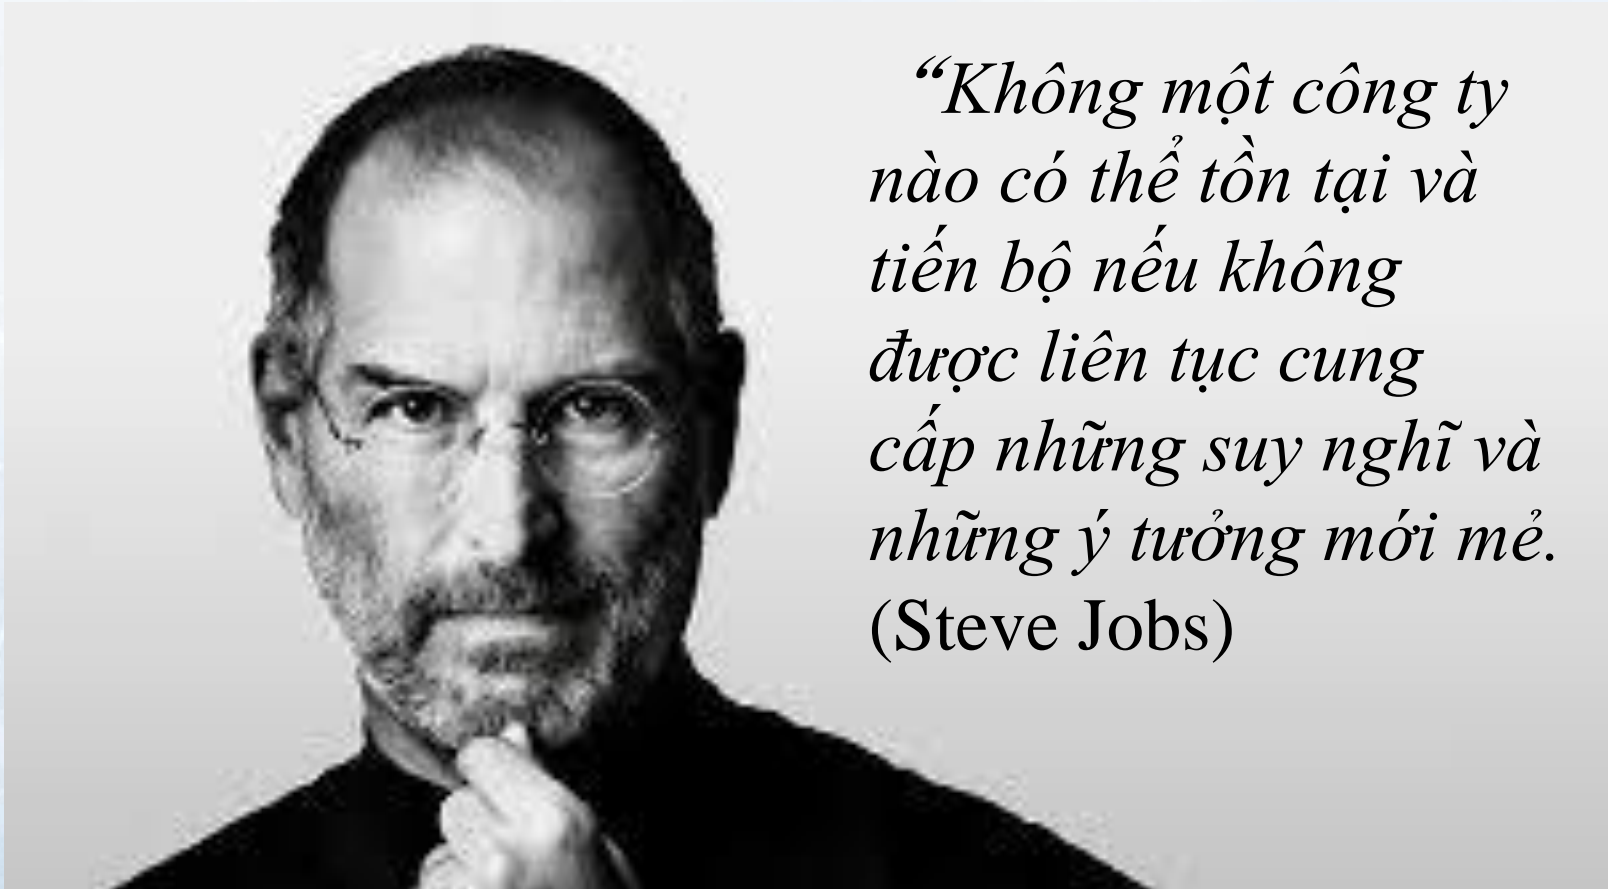 “Không một công ty
nào có thể tồn tại và
tiến bộ nếu không
được liên tục cung
cấp những suy nghĩ và
những ý tưởng mới mẻ.
(Steve Jobs)